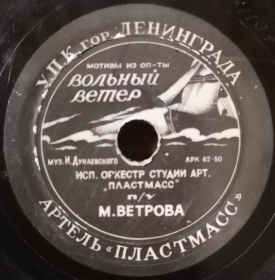 У.П.К. гор. ЛЕНИНГРАДА
МОТИВЫ ИЗ ОП-ТЫ
ВОЛЬНЫЙ
ВЕТЕР
МУЗ. И. ДУНАЕВСКОГО
АРК 62-50
ИСП. ОРКЕСТР СТУДИИ АРТ.
„ПЛАСТМАСС"
п/у
М. ВЕТРОВА
АРТЕЛЬ „ПЛАСТМАСС"